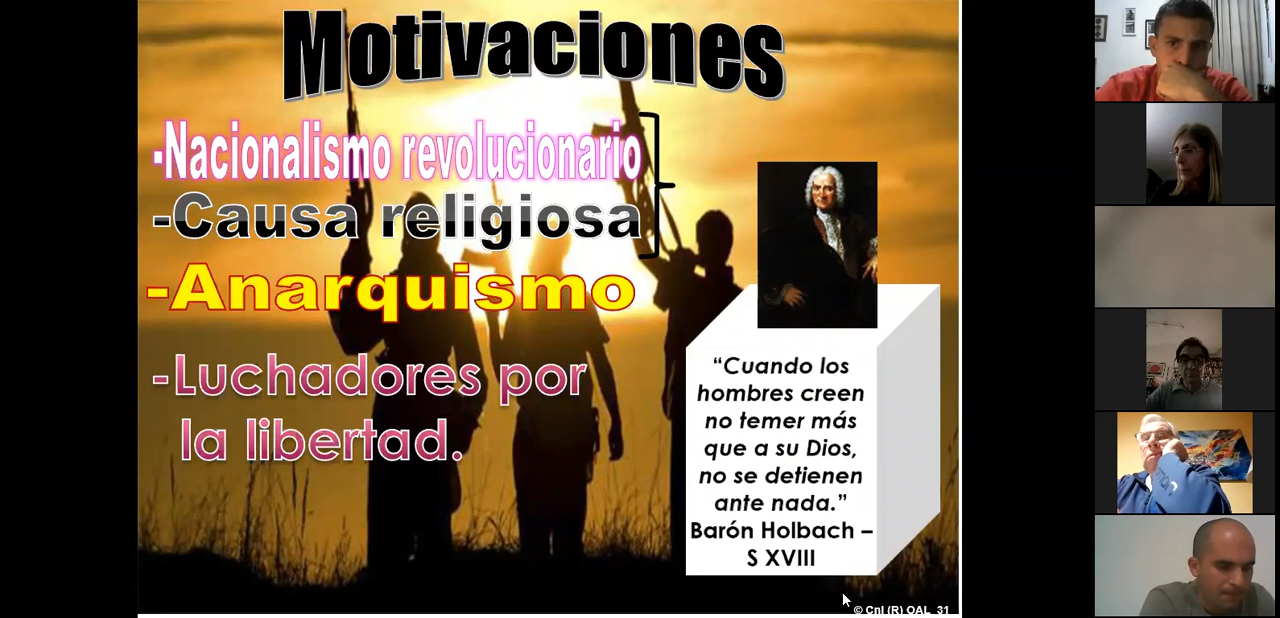 Motivaciones
-Nacionalismo revolucionario
-Causa religiosa
-Anarquismo
-Luchadores por
la libertad.
“Cuando los
hombres creen
no temer más
que a su Dios,
no se detienen
ante nada.”
Barón Holbach –
S XVIII
© Cnl (R) OAL 31